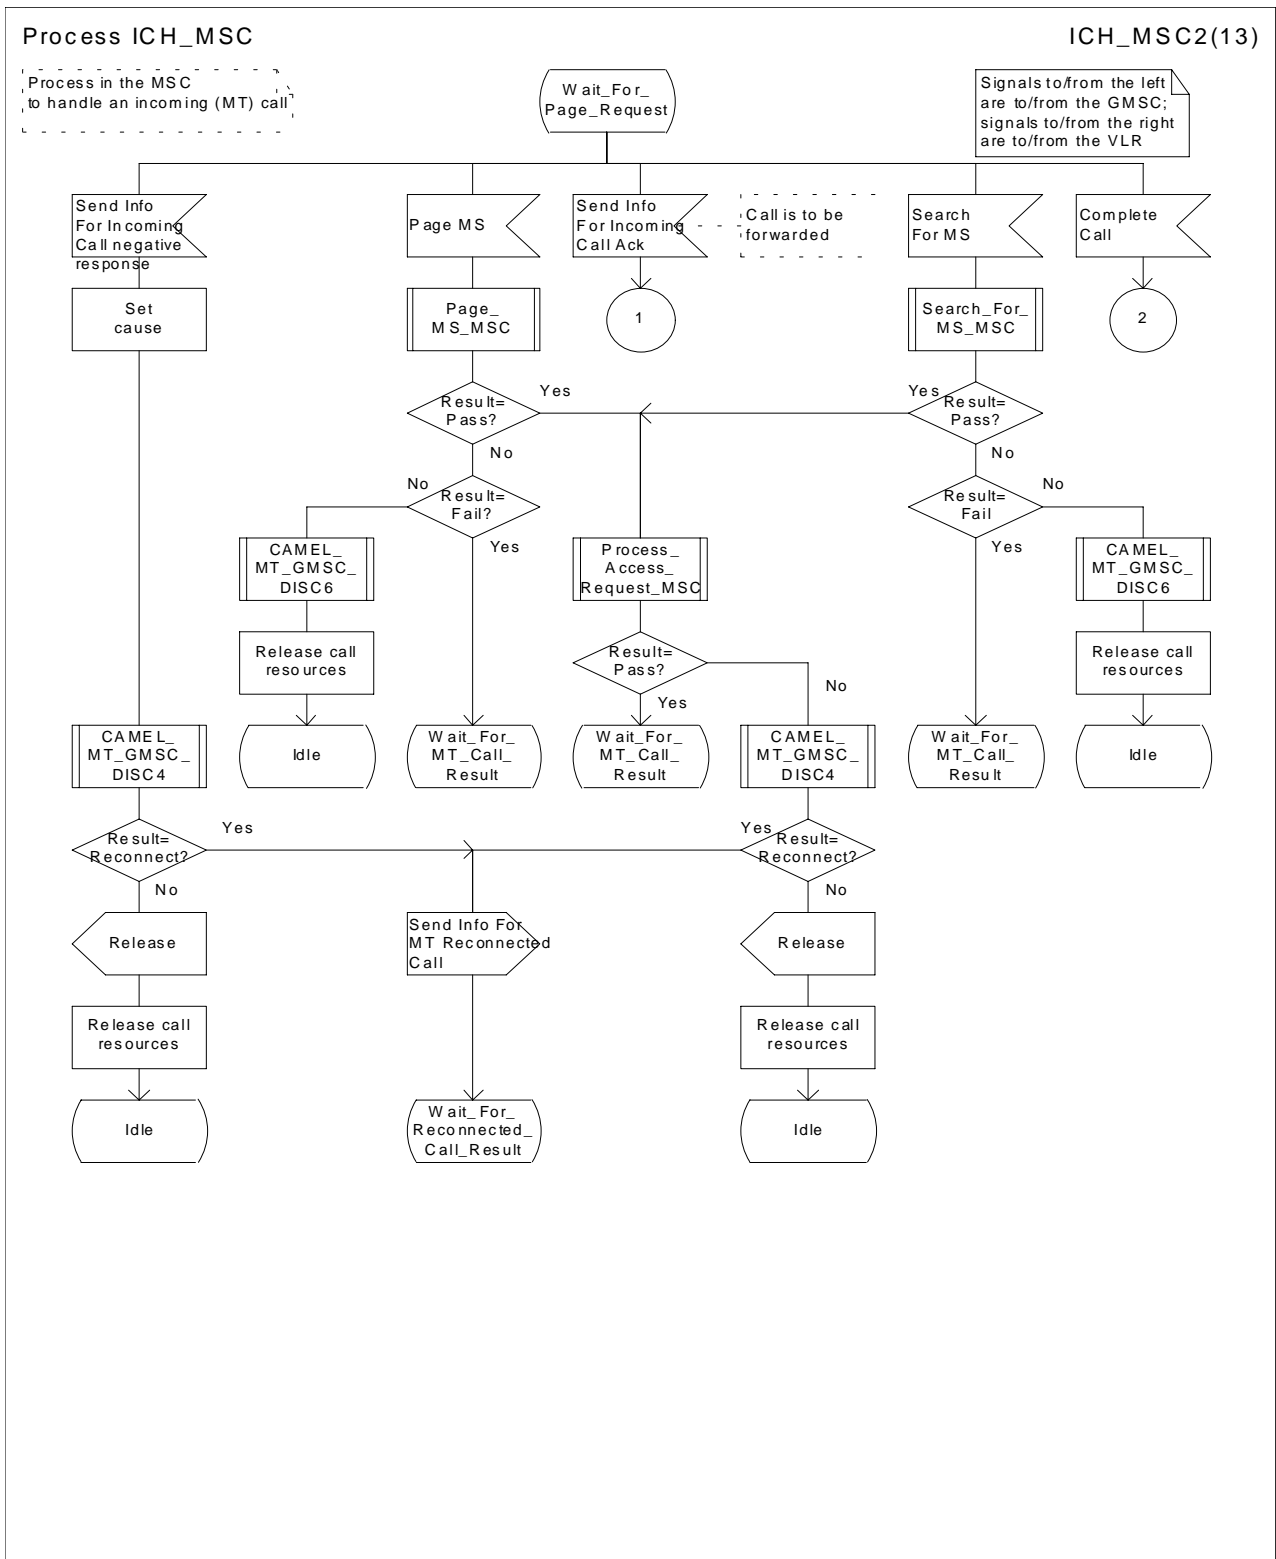 Process ICH_MSC
ICH_MSC2(13)
Process in the MSC
to handle an incoming (MT) call
Wait_For_
Page_Request
Signals to/from the left
are to/from the GMSC;
signals to/from the right
are to/from the VLR
Send Info
For Incoming
Call negative
response
Page MS
Send Info
For Incoming
Call Ack
Call is to be
forwarded
Search
For MS
Complete
Call
Set
cause
Page_
MS_MSC
1
Search_For_
MS_MSC
2
Result=
Pass?
Yes
No
Yes
Result=
Pass?
No
No
Result=
Fail?
Yes
Result=
Fail
No
Yes
CAMEL_
MT_GMSC_
DISC6
Process_
Access_
Request_MSC
CAMEL_
MT_GMSC_
DISC6
Release call
resources
Result=
Pass?
No
Yes
Release call
resources
CAMEL_
MT_GMSC_
DISC4
Idle
Wait_For_
MT_Call_
Result
Wait_For_
MT_Call_
Result
CAMEL_
MT_GMSC_
DISC4
Wait_For_
MT_Call_
Result
Idle
Result=
Reconnect?
Yes
No
Yes
Result=
Reconnect?
No
Release
Send Info For
MT Reconnected
Call
Release
Release call
resources
Release call
resources
Idle
Wait_For_
Reconnected_
Call_Result
Idle